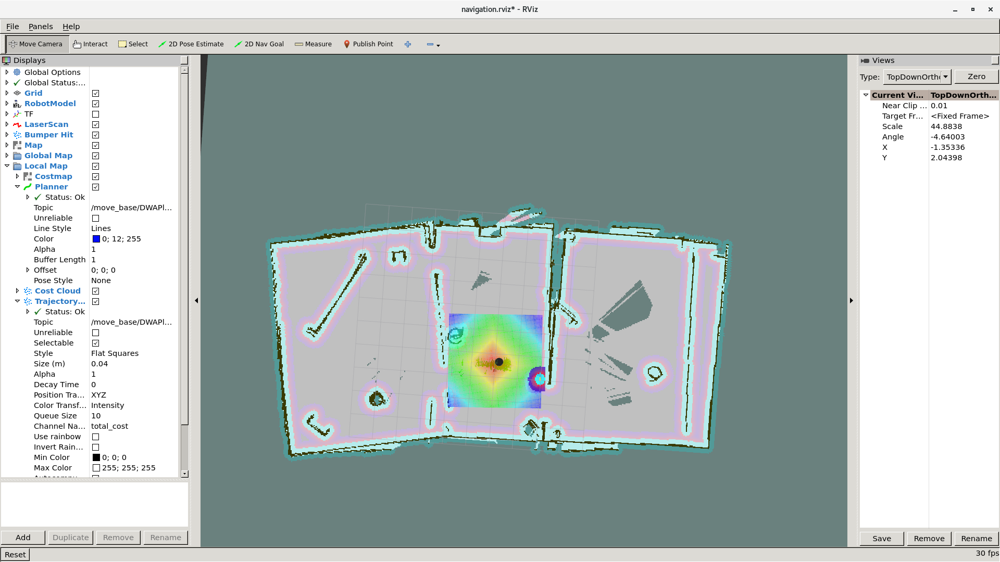 navigation.rviz* - RViz
File Panels Help
Move Camera Interact Select 2D Pose Estimate 2D Nav Goal Measure Publish Point
Displays
Global Options
Global Status:...
Grid
RobotModel
TF
LaserScan
Bumper Hit
Map
Global Map
Local Map
Costmap
Planner
Status: Ok
Topic /move_base/DWAPl...
Unreliable
Line Style Lines
Color 0; 12; 255
Alpha 1
Buffer Length 1
Offset 0; 0; 0
Pose Style None
Cost Cloud
Trajectory...
Status: Ok
Topic /move_base/DWAPl...
Unreliable
Selectable
Style Flat Squares
Size (m) 0.04
Alpha 1
Decay Time 0
Position Tra... XYZ
Color Transf... Intensity
Queue Size 10
Channel Na... total_cost
Use rainbow
Invert Rain...
Min Color 0; 0; 0
Max Color 255; 255; 255
Add Duplicate Remove Rename
Reset
Views
Type: TopDownOrth Zero
Current Vi... TopDownOrth...
Near Clip ... 0.01
Target Fr... <Fixed Frame>
Scale 44.8838
Angle -4.64003
X -1.35336
Y 2.04398
Save Remove Rename
30 fps